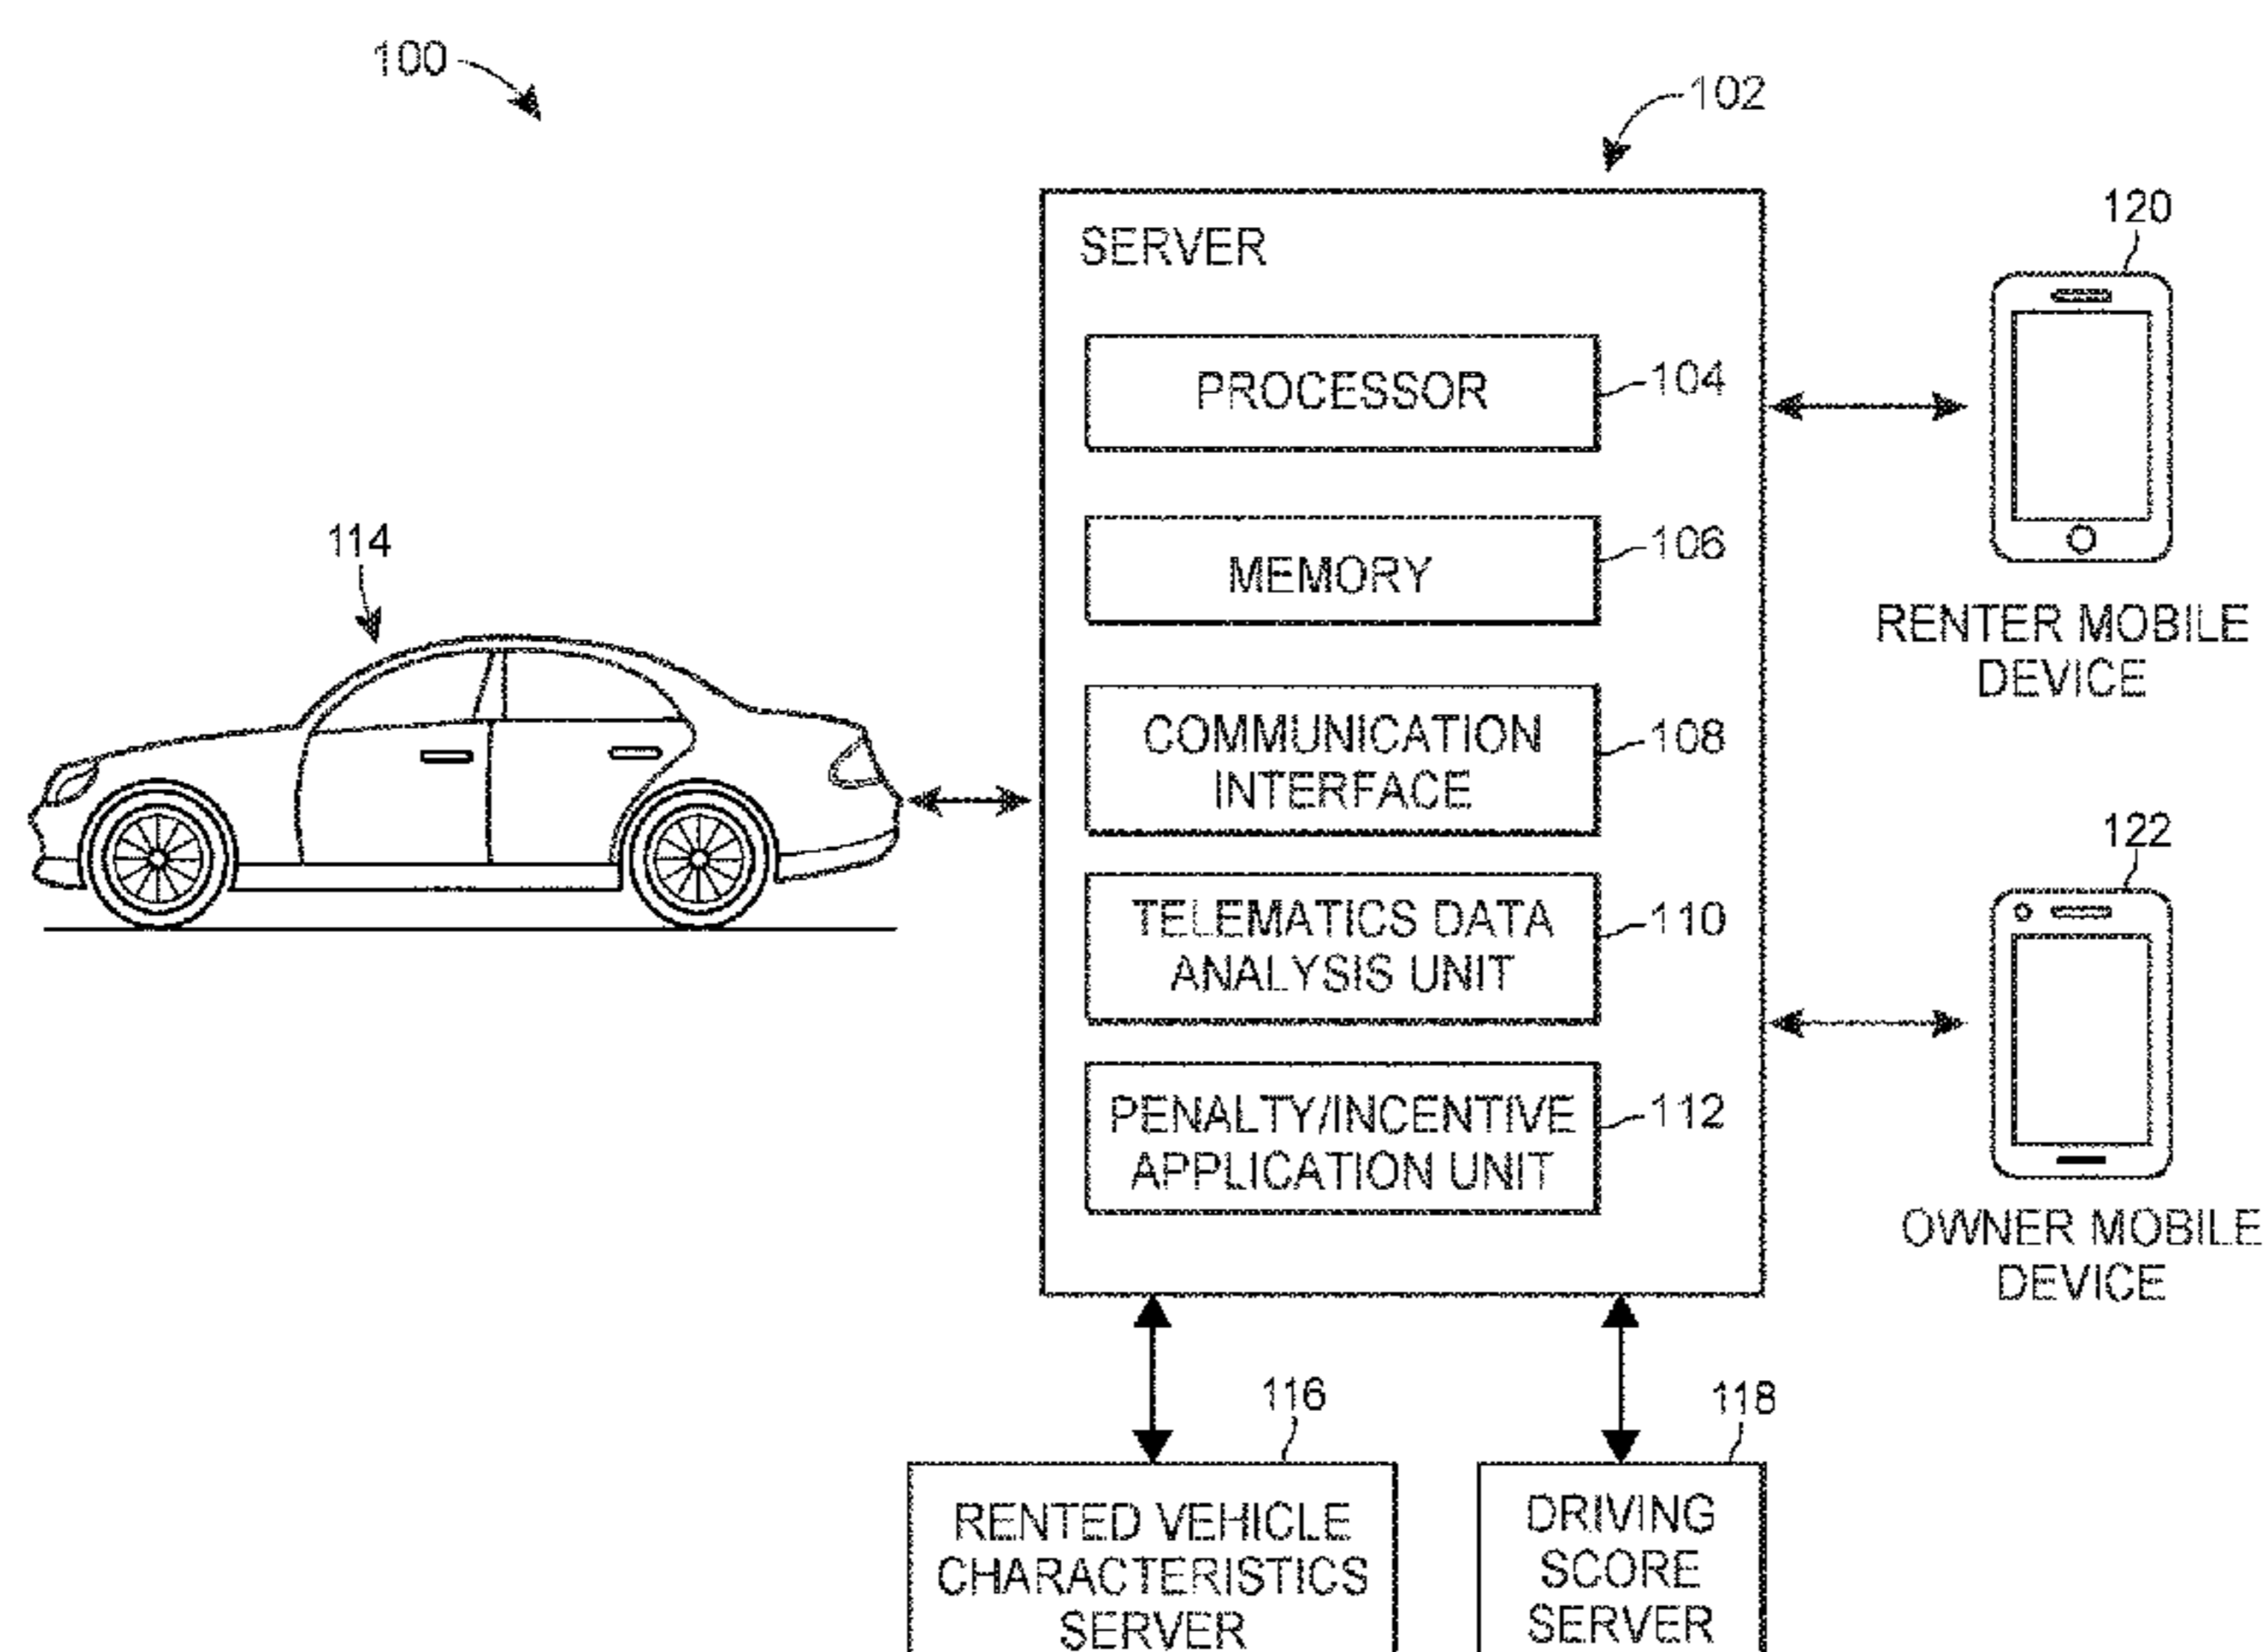 100
102
SERVER
120
PROCESSOR
104
114
MEMORY
106
RENTER MOBILE
DEVICE
COMMUNICATION
INTERFACE
108
122
TELEMATICS DATA
ANALYSIS UNIT
110
PENALTY/INCENTIVE
APPLICATION UNIT
112
OWNER MOBILE
DEVICE
116
118
RENTED VEHICLE
CHARACTERISTICS
SERVER
DRIVING
SCORE
SERVER